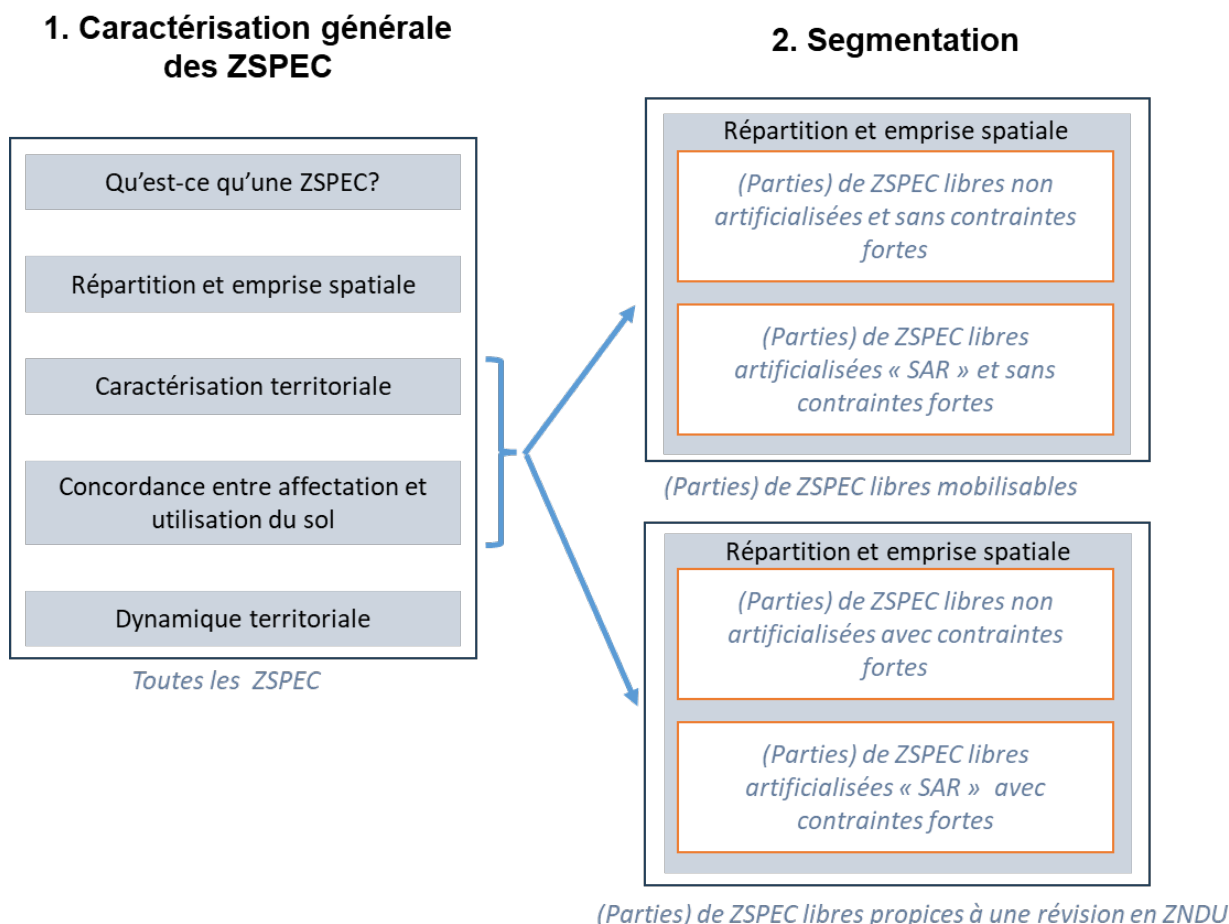 1. Caractérisation générale
des ZSPEC
Qu’est-ce qu’une ZSPEC?
Répartition et emprise spatiale
Caractérisation territoriale
Concordance entre affectation et
utilisation du sol
Dynamique territoriale
Toutes les ZSPEC
2. Segmentation
Répartition et emprise spatiale
(Parties) de ZSPEC libres non
artificialisées et sans contraintes
fortes
(Parties) de ZSPEC libres
artificialisées « SAR » et sans
contraintes fortes
(Parties) de ZSPEC libres mobilisables
Répartition et emprise spatiale
(Parties) de ZSPEC libres non
artificialisées avec contraintes
fortes
(Parties) de ZSPEC libres
artificialisées « SAR » avec
contraintes fortes
(Parties) de ZSPEC libres propices à une révision en ZNDU